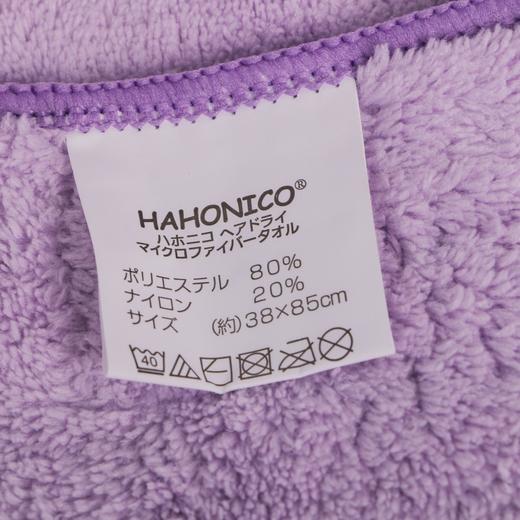 HAHONICO®
ハホニコ ヘアドライ
マイクロファイバータオル
ポリエステル 80%
ナイロン 20%
サイズ (約)38×85cm
40